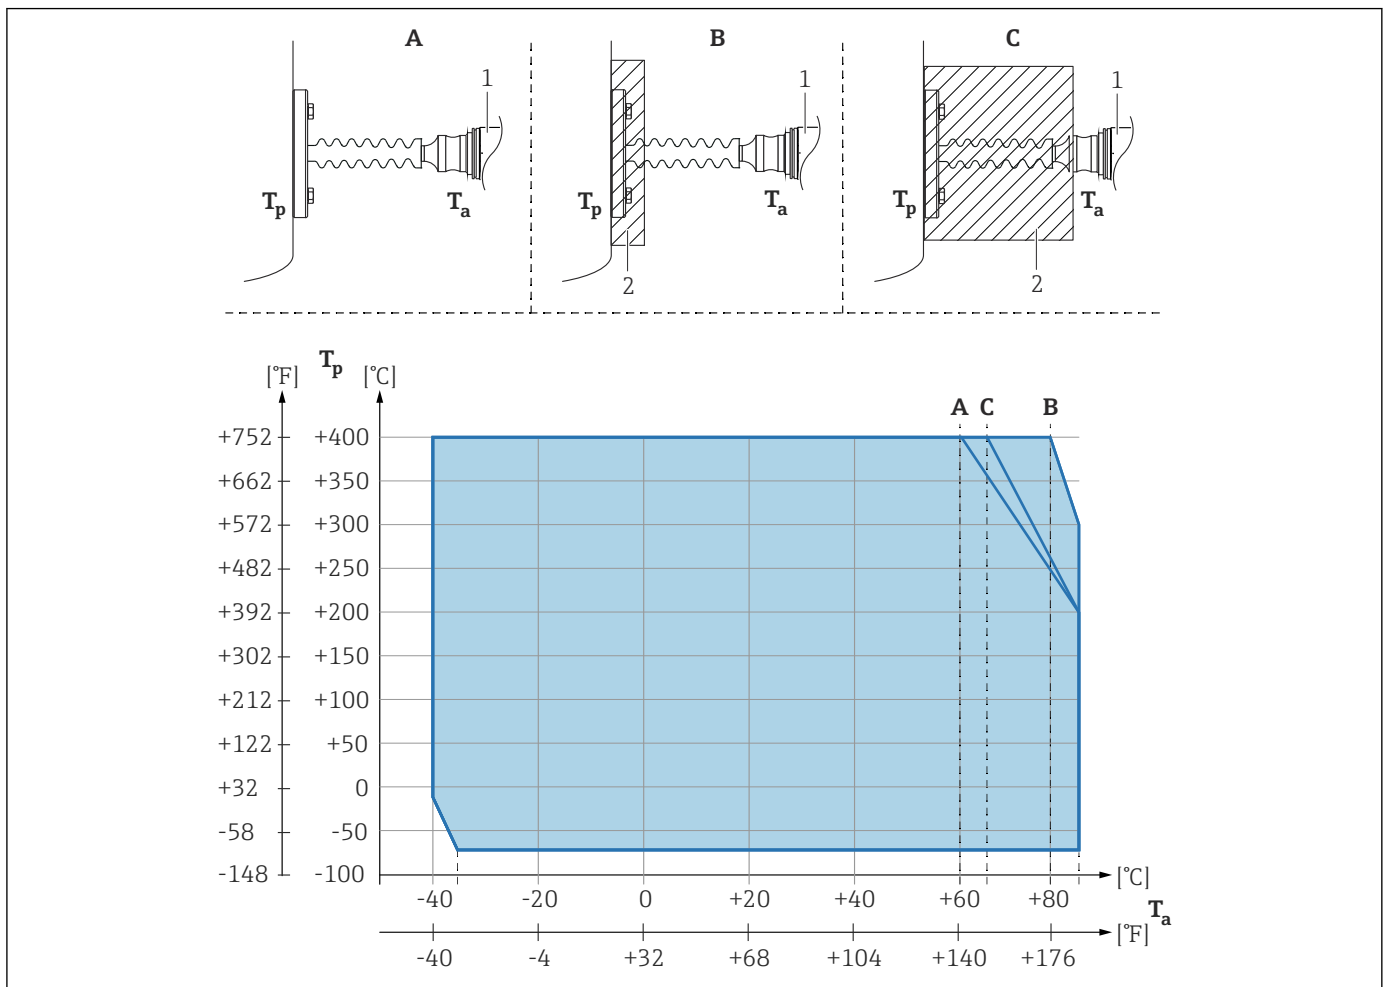 A B C
1 1 1
Tp Ta Tp Ta Tp Ta
2 2
Tp
[°F] [°C]
A C B
+752 +400
+662 +350
+572 +300
+482 +250
+392 +200
+302 +150
+212 +100
+122 +50
+32 0
-58 -50
-148 -100
[°C]
-40 -20 0 +20 +40 +60 +80
Ta
[°F]
-40 -4 +32 +68 +104 +140 +176